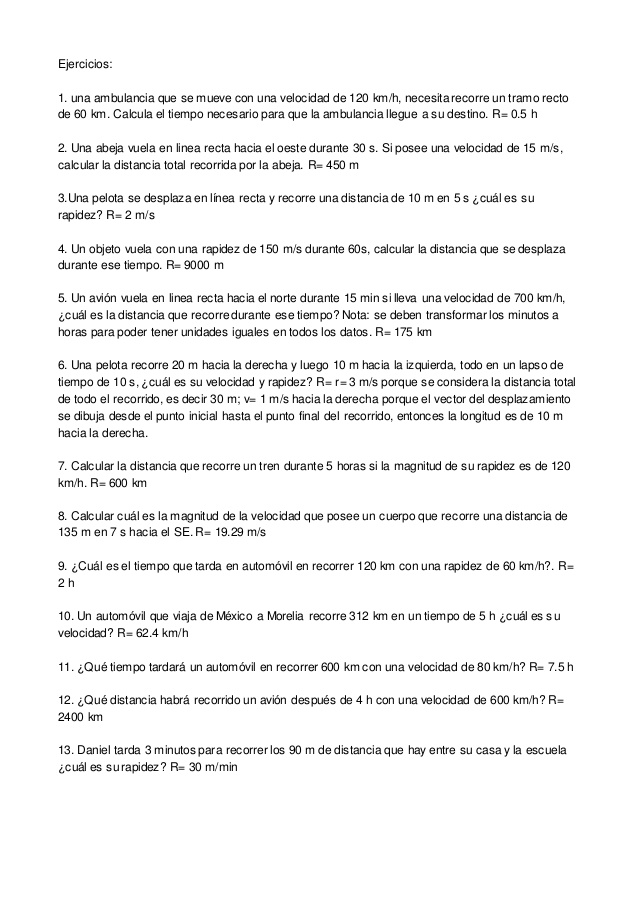 Ejercicios:
1. una ambulancia que se mueve con una velocidad de 120 km/h, necesita recorre un tramo recto
de 60 km. Calcula el tiempo necesario para que la ambulancia llegue a su destino. R= 0.5 h
2. Una abeja vuela en linea recta hacia el oeste durante 30 s. Si posee una velocidad de 15 m/s,
calcular la distancia total recorrida por la abeja. R= 450 m
3.Una pelota se desplaza en línea recta y recorre una distancia de 10 m en 5 s ¿cuál es su
rapidez? R= 2 m/s
4. Un objeto vuela con una rapidez de 150 m/s durante 60s, calcular la distancia que se desplaza
durante ese tiempo. R= 9000 m
5. Un avión vuela en linea recta hacia el norte durante 15 min si lleva una velocidad de 700 km/h,
¿cuál es la distancia que recorre durante ese tiempo? Nota: se deben transformar los minutos a
horas para poder tener unidades iguales en todos los datos. R= 175 km
6. Una pelota recorre 20 m hacia la derecha y luego 10 m hacia la izquierda, todo en un lapso de
tiempo de 10 s, ¿cuál es su velocidad y rapidez? R= r= 3 m/s porque se considera la distancia total
de todo el recorrido, es decir 30 m; v= 1 m/s hacia la derecha porque el vector del desplazamiento
se dibuja desde el punto inicial hasta el punto final del recorrido, entonces la longitud es de 10 m
hacia la derecha.
7. Calcular la distancia que recorre un tren durante 5 horas si la magnitud de su rapidez es de 120
km/h. R= 600 km
8. Calcular cuál es la magnitud de la velocidad que posee un cuerpo que recorre una distancia de
135 m en 7 s hacia el SE. R= 19.29 m/s
9. ¿Cuál es el tiempo que tarda en automóvil en recorrer 120 km con una rapidez de 60 km/h?. R=
2 h
10. Un automóvil que viaja de México a Morelia recorre 312 km en un tiempo de 5 h ¿cuál es su
velocidad? R= 62.4 km/h
11. ¿Qué tiempo tardará un automóvil en recorrer 600 km con una velocidad de 80 km/h? R= 7.5 h
12. ¿Qué distancia habrá recorrido un avión después de 4 h con una velocidad de 600 km/h? R=
2400 km
13. Daniel tarda 3 minutos para recorrer los 90 m de distancia que hay entre su casa y la escuela
¿cuál es su rapidez? R= 30 m/min